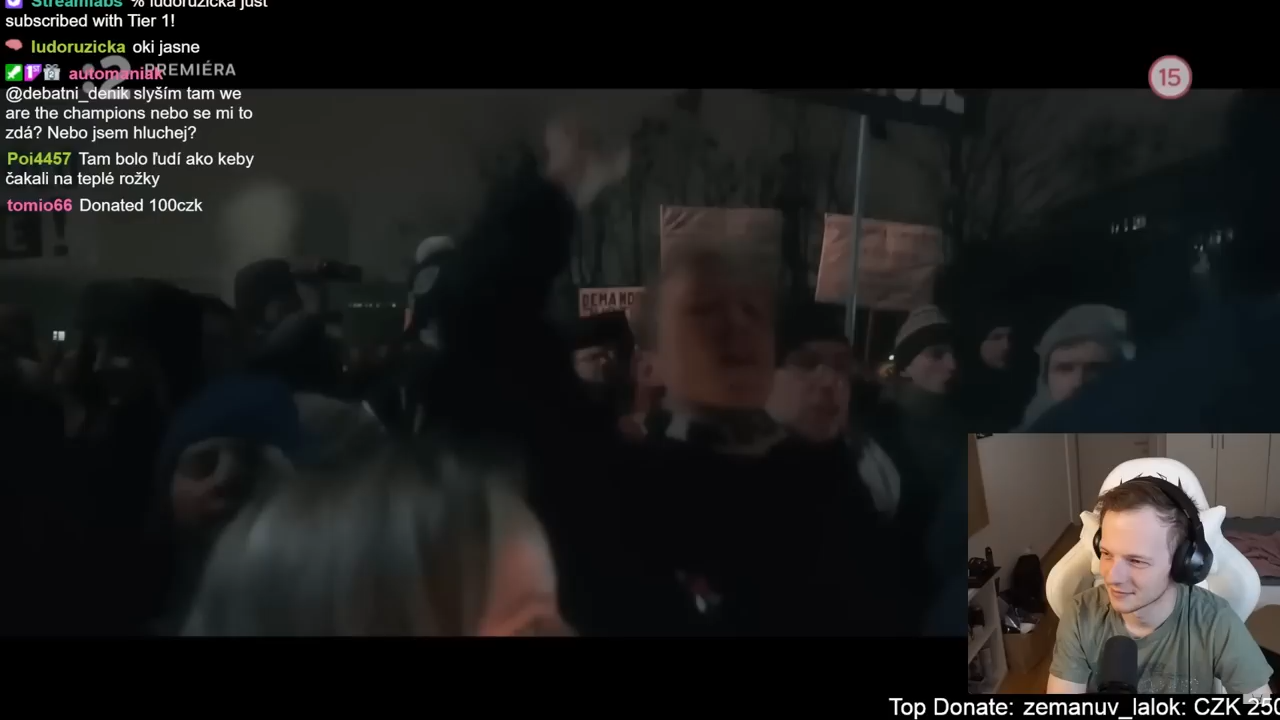 Streamlabs % ludoruzicka just
subscribed with Tier 1!
ludoruzicka oki jasne
automaniak
@debatni_denik slyším tam we
are the champions nebo se mi to
zdá? Nebo jsem hluchej?
Poi4457 Tam bolo ľudí ako keby
čakali na teplé rožky
tomio66 Donated 100czk
:2 PREMIÉRA
15
DEMAND
Top Donate: zemanuv_lalok: CZK 250